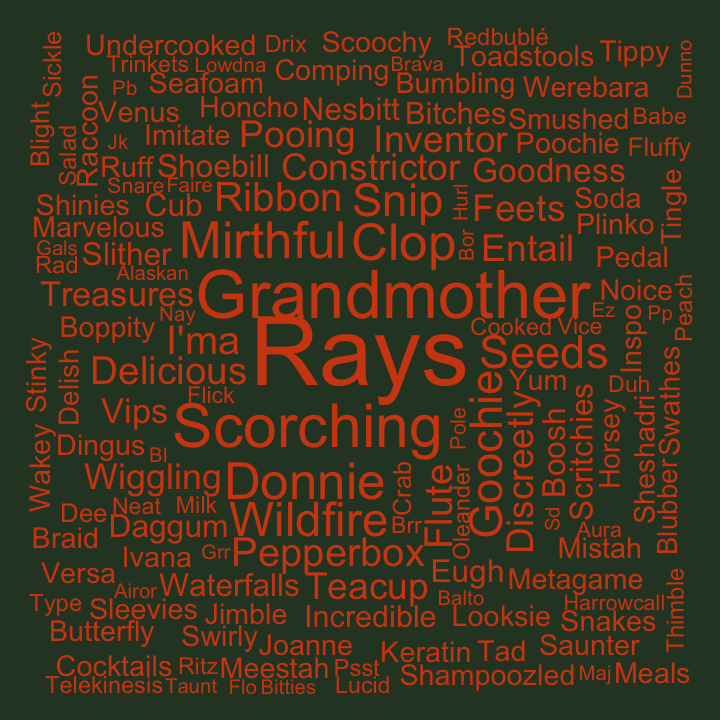 Redbublé
Undercooked
Drix
Scoochy
Toadstools
Tippy
Dunno
Sickle
Trinkets
Lowdna
Brava
Comping
Pb
Seafoam
Bumbling
Werebara
Raccoon
Venus
Honcho
Nesbitt
Bitches
Smushed
Babe
Blight
Salad
Jk
Imitate
Pooing
Inventor
Poochie
Fluffy
Ruff
Shoebill
Constrictor
Goodness
Snare
Faire
Ribbon
Snip
Hurl
Feets
Soda
Tingle
Shinies
Cub
Plinko
Marvelous
Mirthful
Clop
Bor
Entail
Pedal
Gals
Slither
Rad
Alaskan
Treasures
Grandmother
Noice
Peach
Nay
Ez
Pp
Boppity
I'ma
Rays
Cooked
Vice
Inspo
Stinky
Delish
Delicious
Seeds
Yum
Duh
Swathes
Flick
Vips
Scorching
Pole
Goochie
Discreetly
Boosh
Scritchies
Horsey
Sheshadri
Dingus
Bl
Wakey
Wiggling
Donnie
Crab
Flute
Oleander
Sd
Blubber
Dee
Neat
Milk
Wildfire
Brr
Aura
Braid
Daggum
Mistah
Ivana
Grr
Pepperbox
Versa
Airor
Waterfalls
Teacup
Eugh
Metagame
Thimble
Type
Sleevies
Jimble
Incredible
Balto
Looksie
Harrowcall
Snakes
Butterfly
Swirly
Joanne
Keratin
Tad
Saunter
Cocktails
Ritz
Meestah
Psst
Shampoozled
Maj
Meals
Telekinesis
Taunt
Flo
Bitties
Lucid